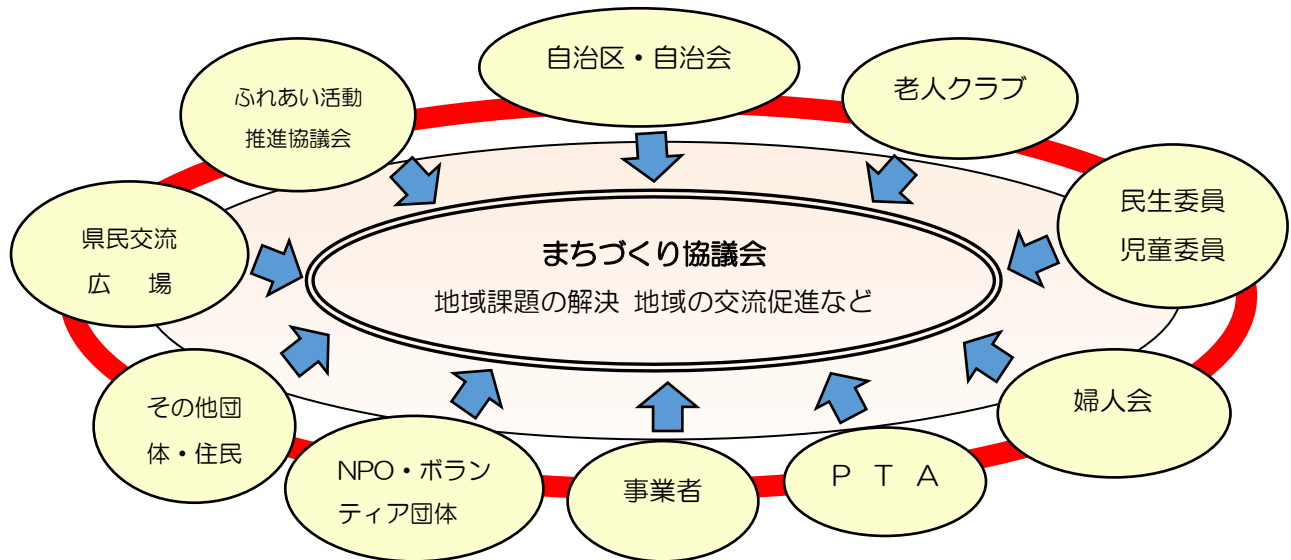 自治区・自治会
ふれあい活動
推進協議会
老人クラブ
民生委員
児童委員
県民交流
広 場
まちづくり協議会
地域課題の解決 地域の交流促進など
その他団
体・住民
婦人会
NPO・ボラン
ティア団体
事業者
P T A